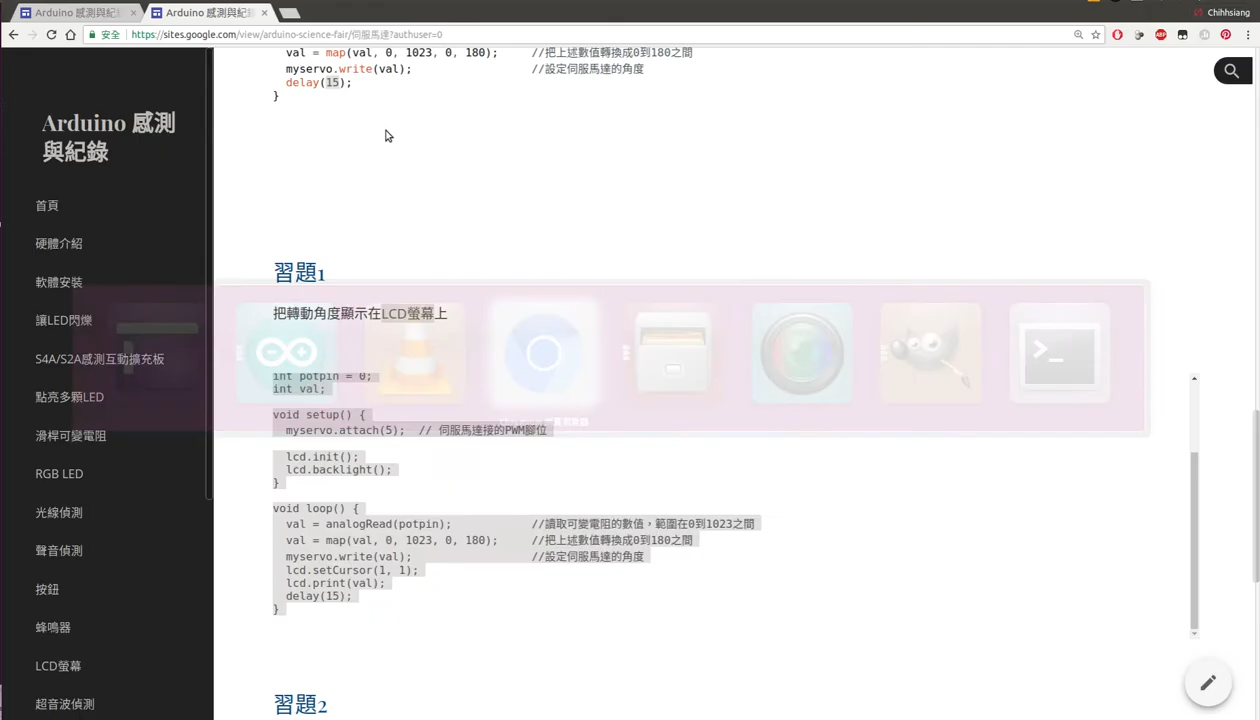 Arduino 感測與紀錄
Arduino 感測與紀錄
Chihhsiang
安全
https://sites.google.com/view/arduino-science-fair/伺服馬達?authuser=0
Arduino 感測
與紀錄
首頁
硬體介紹
軟體安裝
讓LED閃爍
S4A/S2A感測互動擴充板
點亮多顆LED
滑桿可變電阻
RGB LED
光線偵測
聲音偵測
按鈕
蜂鳴器
LCD螢幕
超音波偵測
val = map(val, 0, 1023, 0, 180); //把上述數值轉換成0到180之間
myservo.write(val); //設定伺服馬達的角度
delay(15);
}
習題1
把轉動角度顯示在LCD螢幕上
int potpin = 0;
int val;
void setup() {
myservo.attach(5); // 伺服馬達接的PWM腳位
lcd.init();
lcd.backlight();
}
void loop() {
val = analogRead(potpin); //讀取可變電阻的數值，範圍在0到1023之間
val = map(val, 0, 1023, 0, 180); //把上述數值轉換成0到180之間
myservo.write(val); //設定伺服馬達的角度
lcd.setCursor(1, 1);
lcd.print(val);
delay(15);
}
習題2